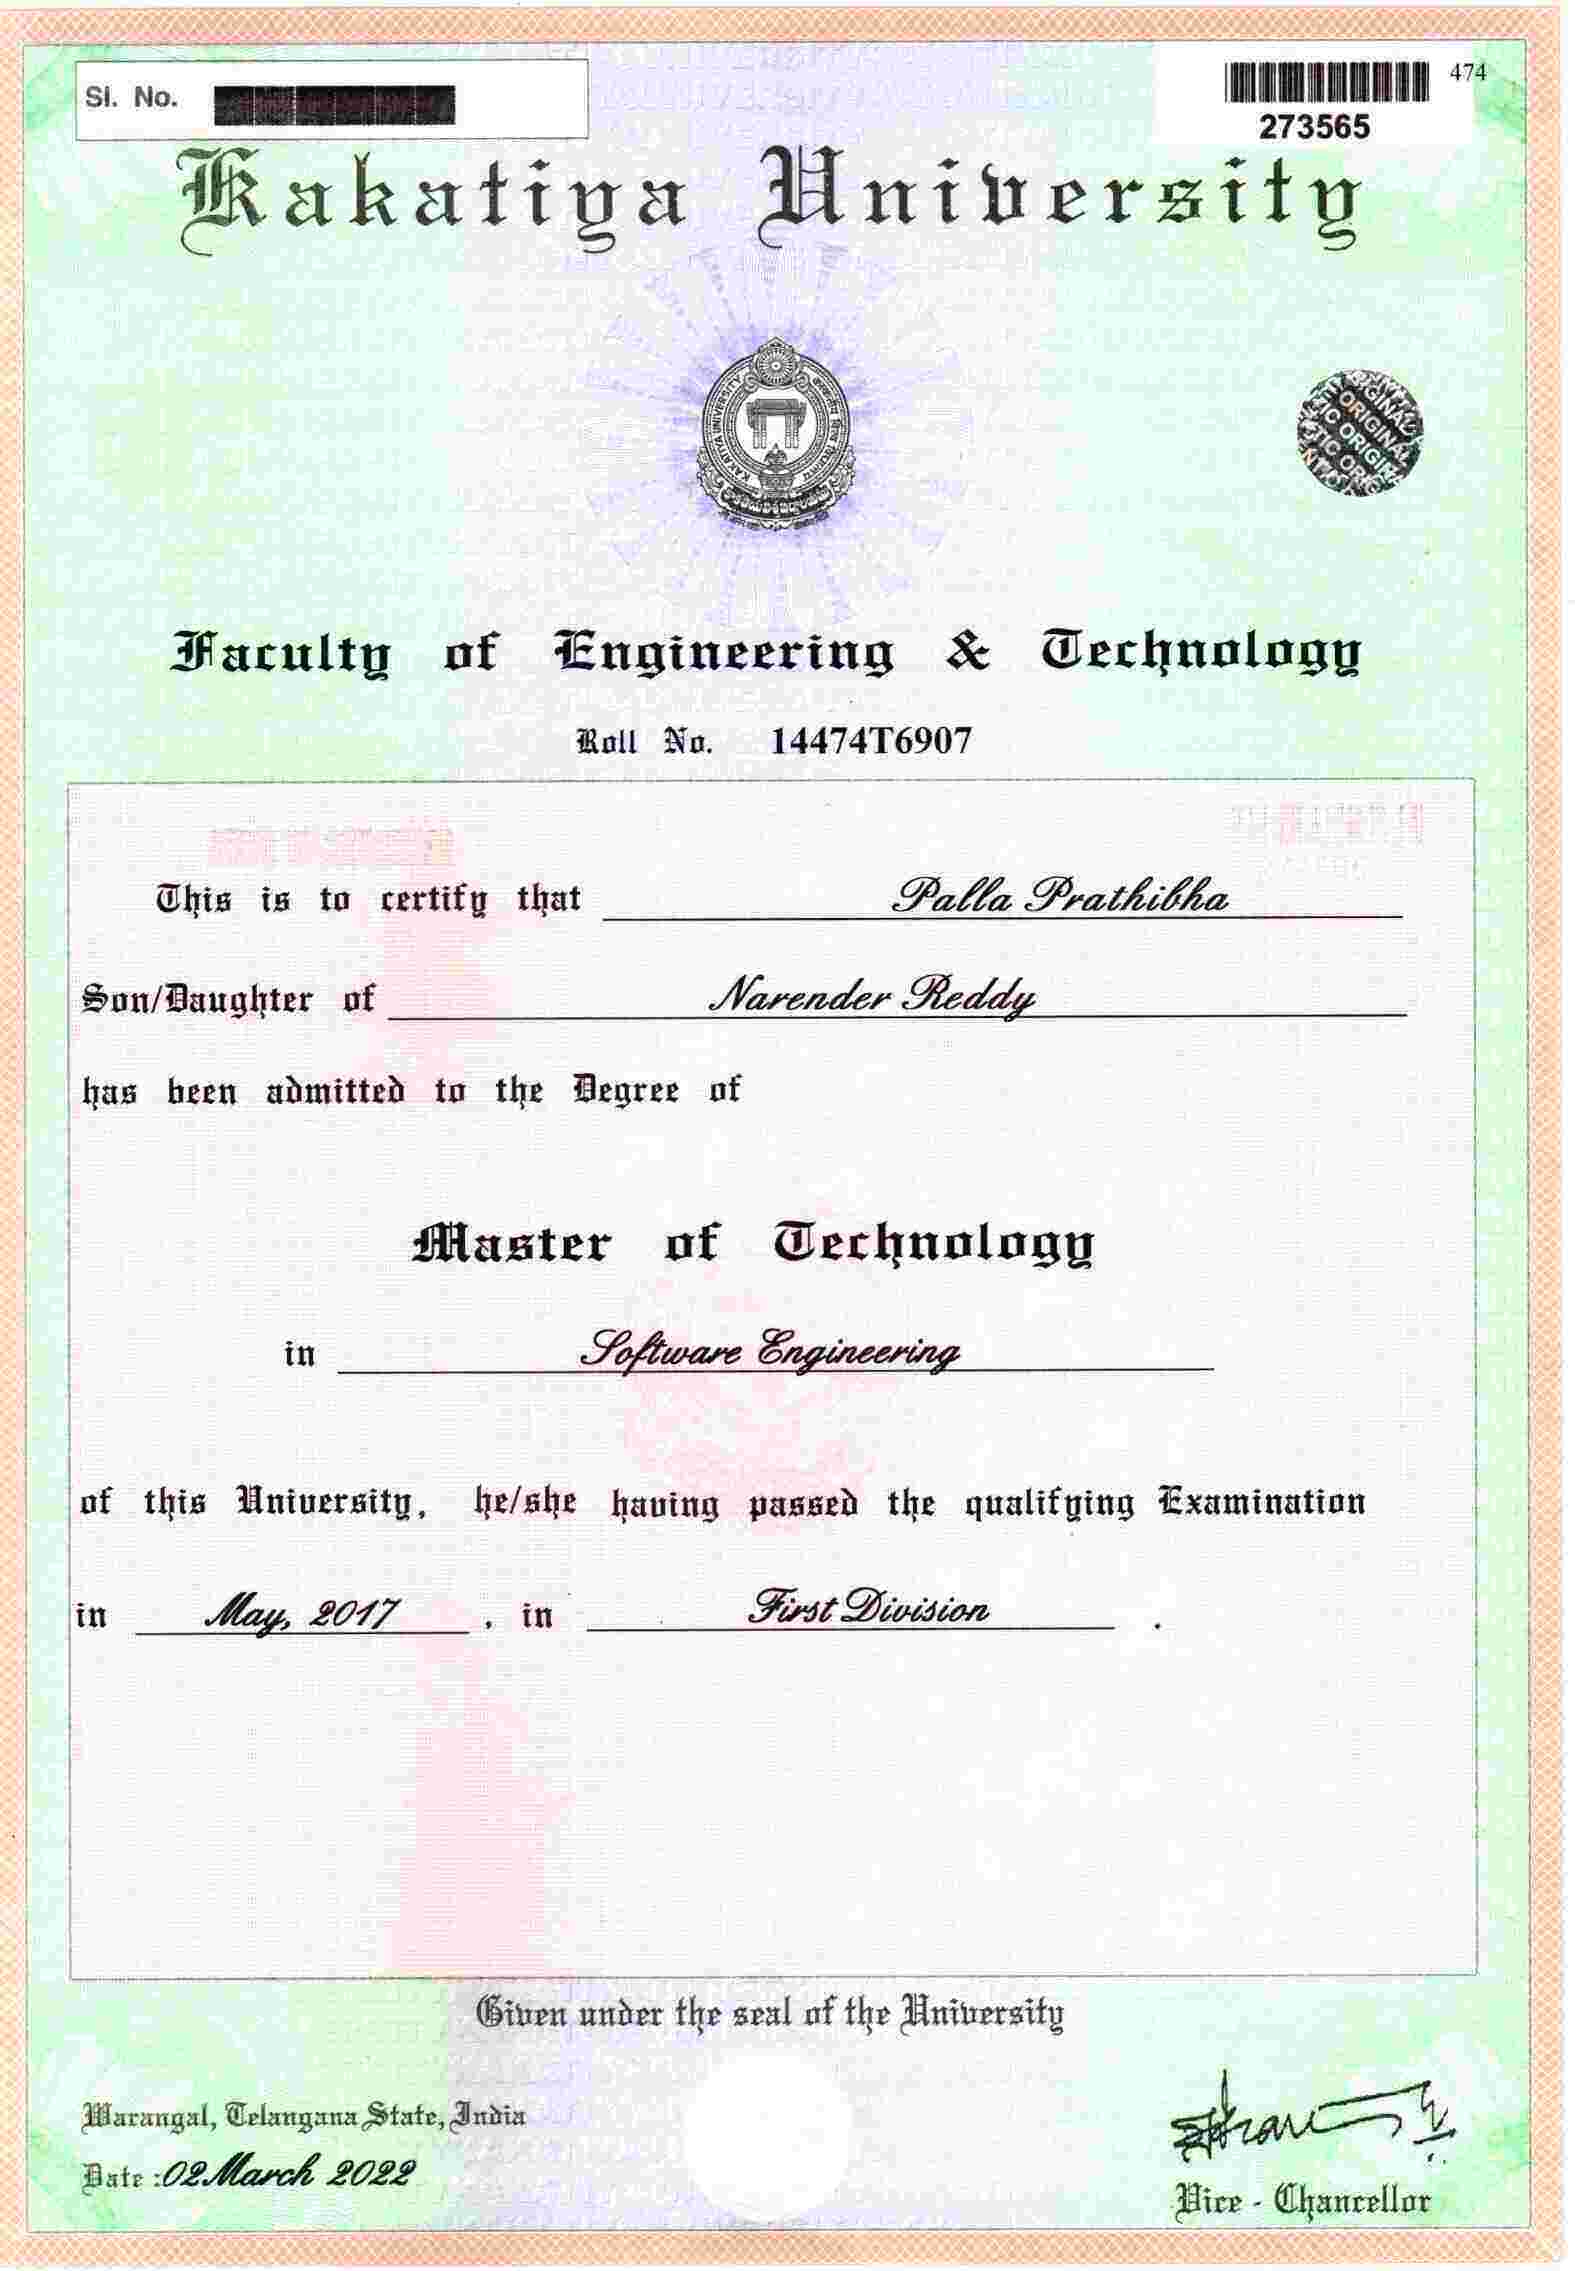 Sl. No.
474
273565
Kakatiya University
KAKATIYA UNIVERSITY
ORIGINAL
Faculty of Engineering & Technology
Roll No. 14474T6907
This is to certify that Palla Prathibha
Son/Daughter of Narender Reddy
has been admitted to the Degree of
Master of Technology
in Software Engineering
of this University, he/she having passed the qualifying Examination
in May, 2017 , in First Division .
Given under the seal of the University
Warangal, Telangana State, India
Date :02 March 2022
Vice - Chancellor